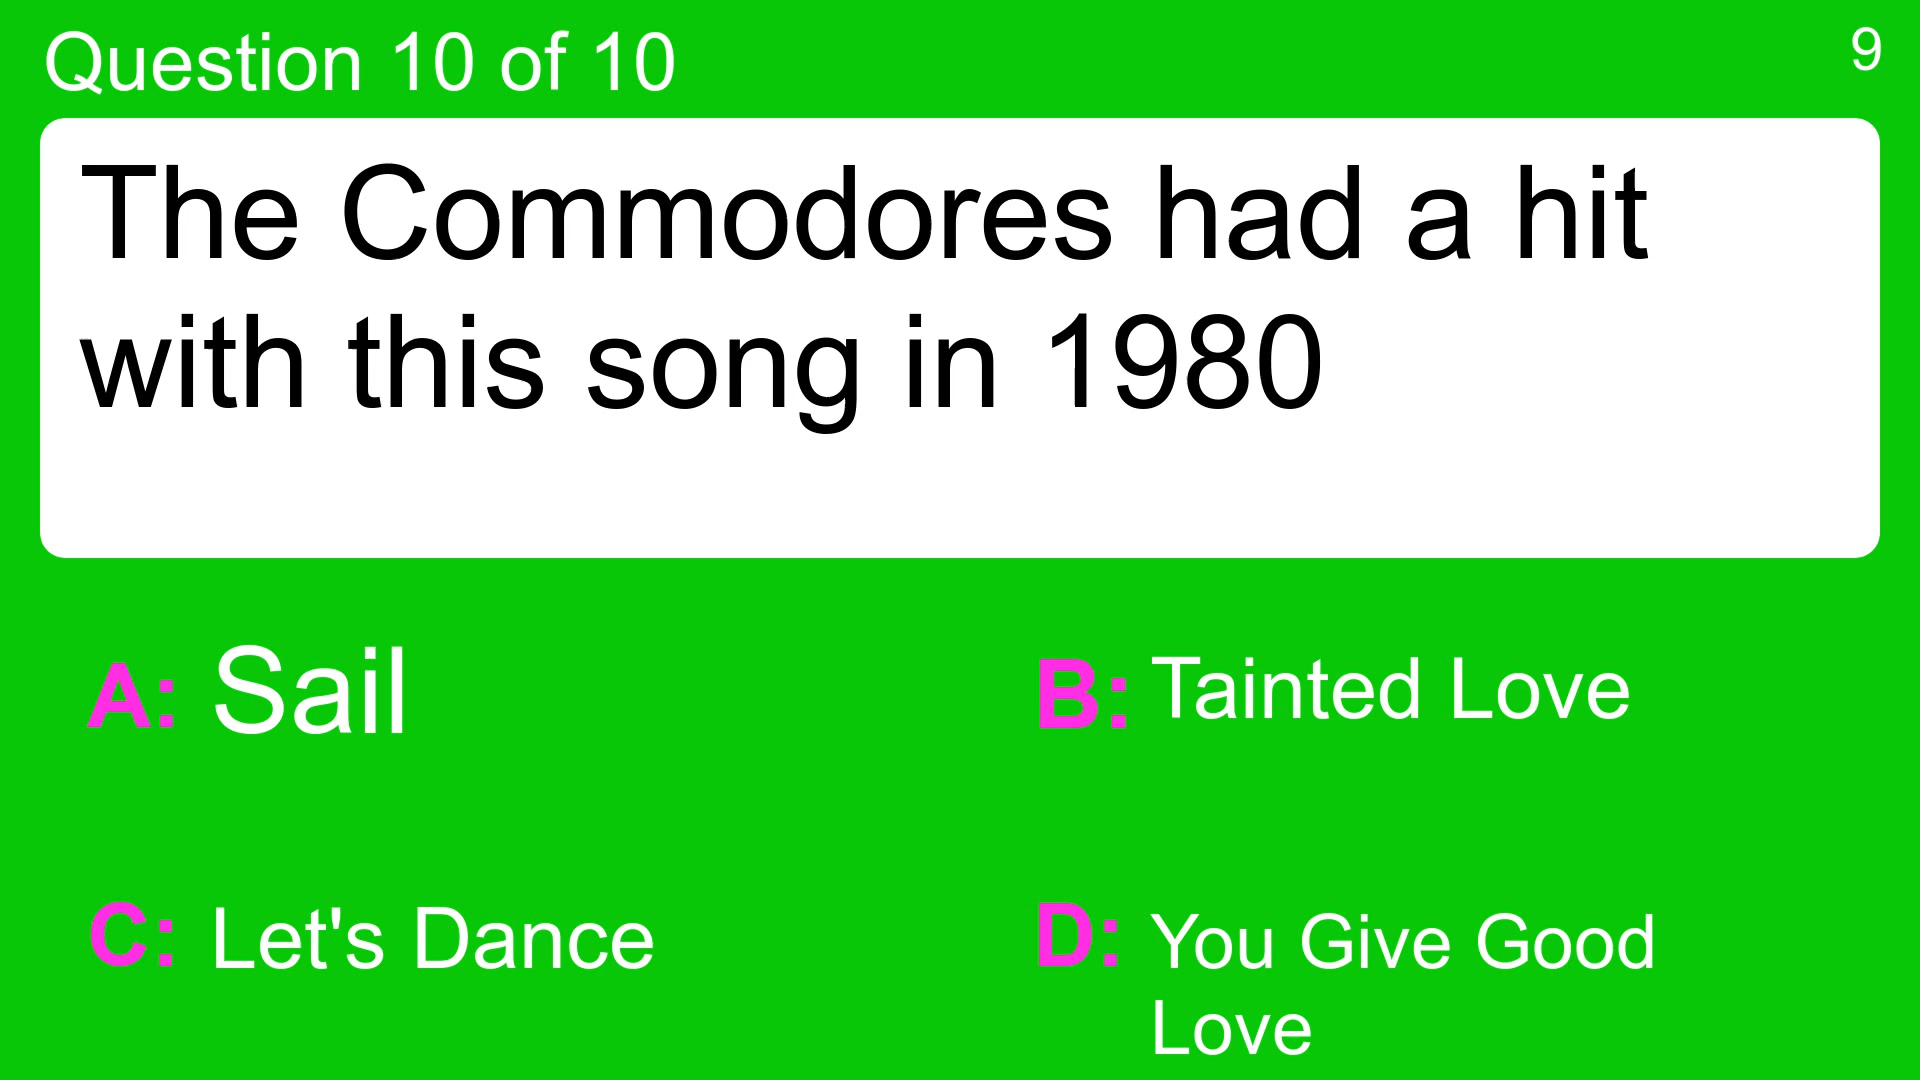 Question 10 of 10
9
The Commodores had a hit
with this song in 1980
A: Sail
B: Tainted Love
C: Let's Dance
D: You Give Good
Love